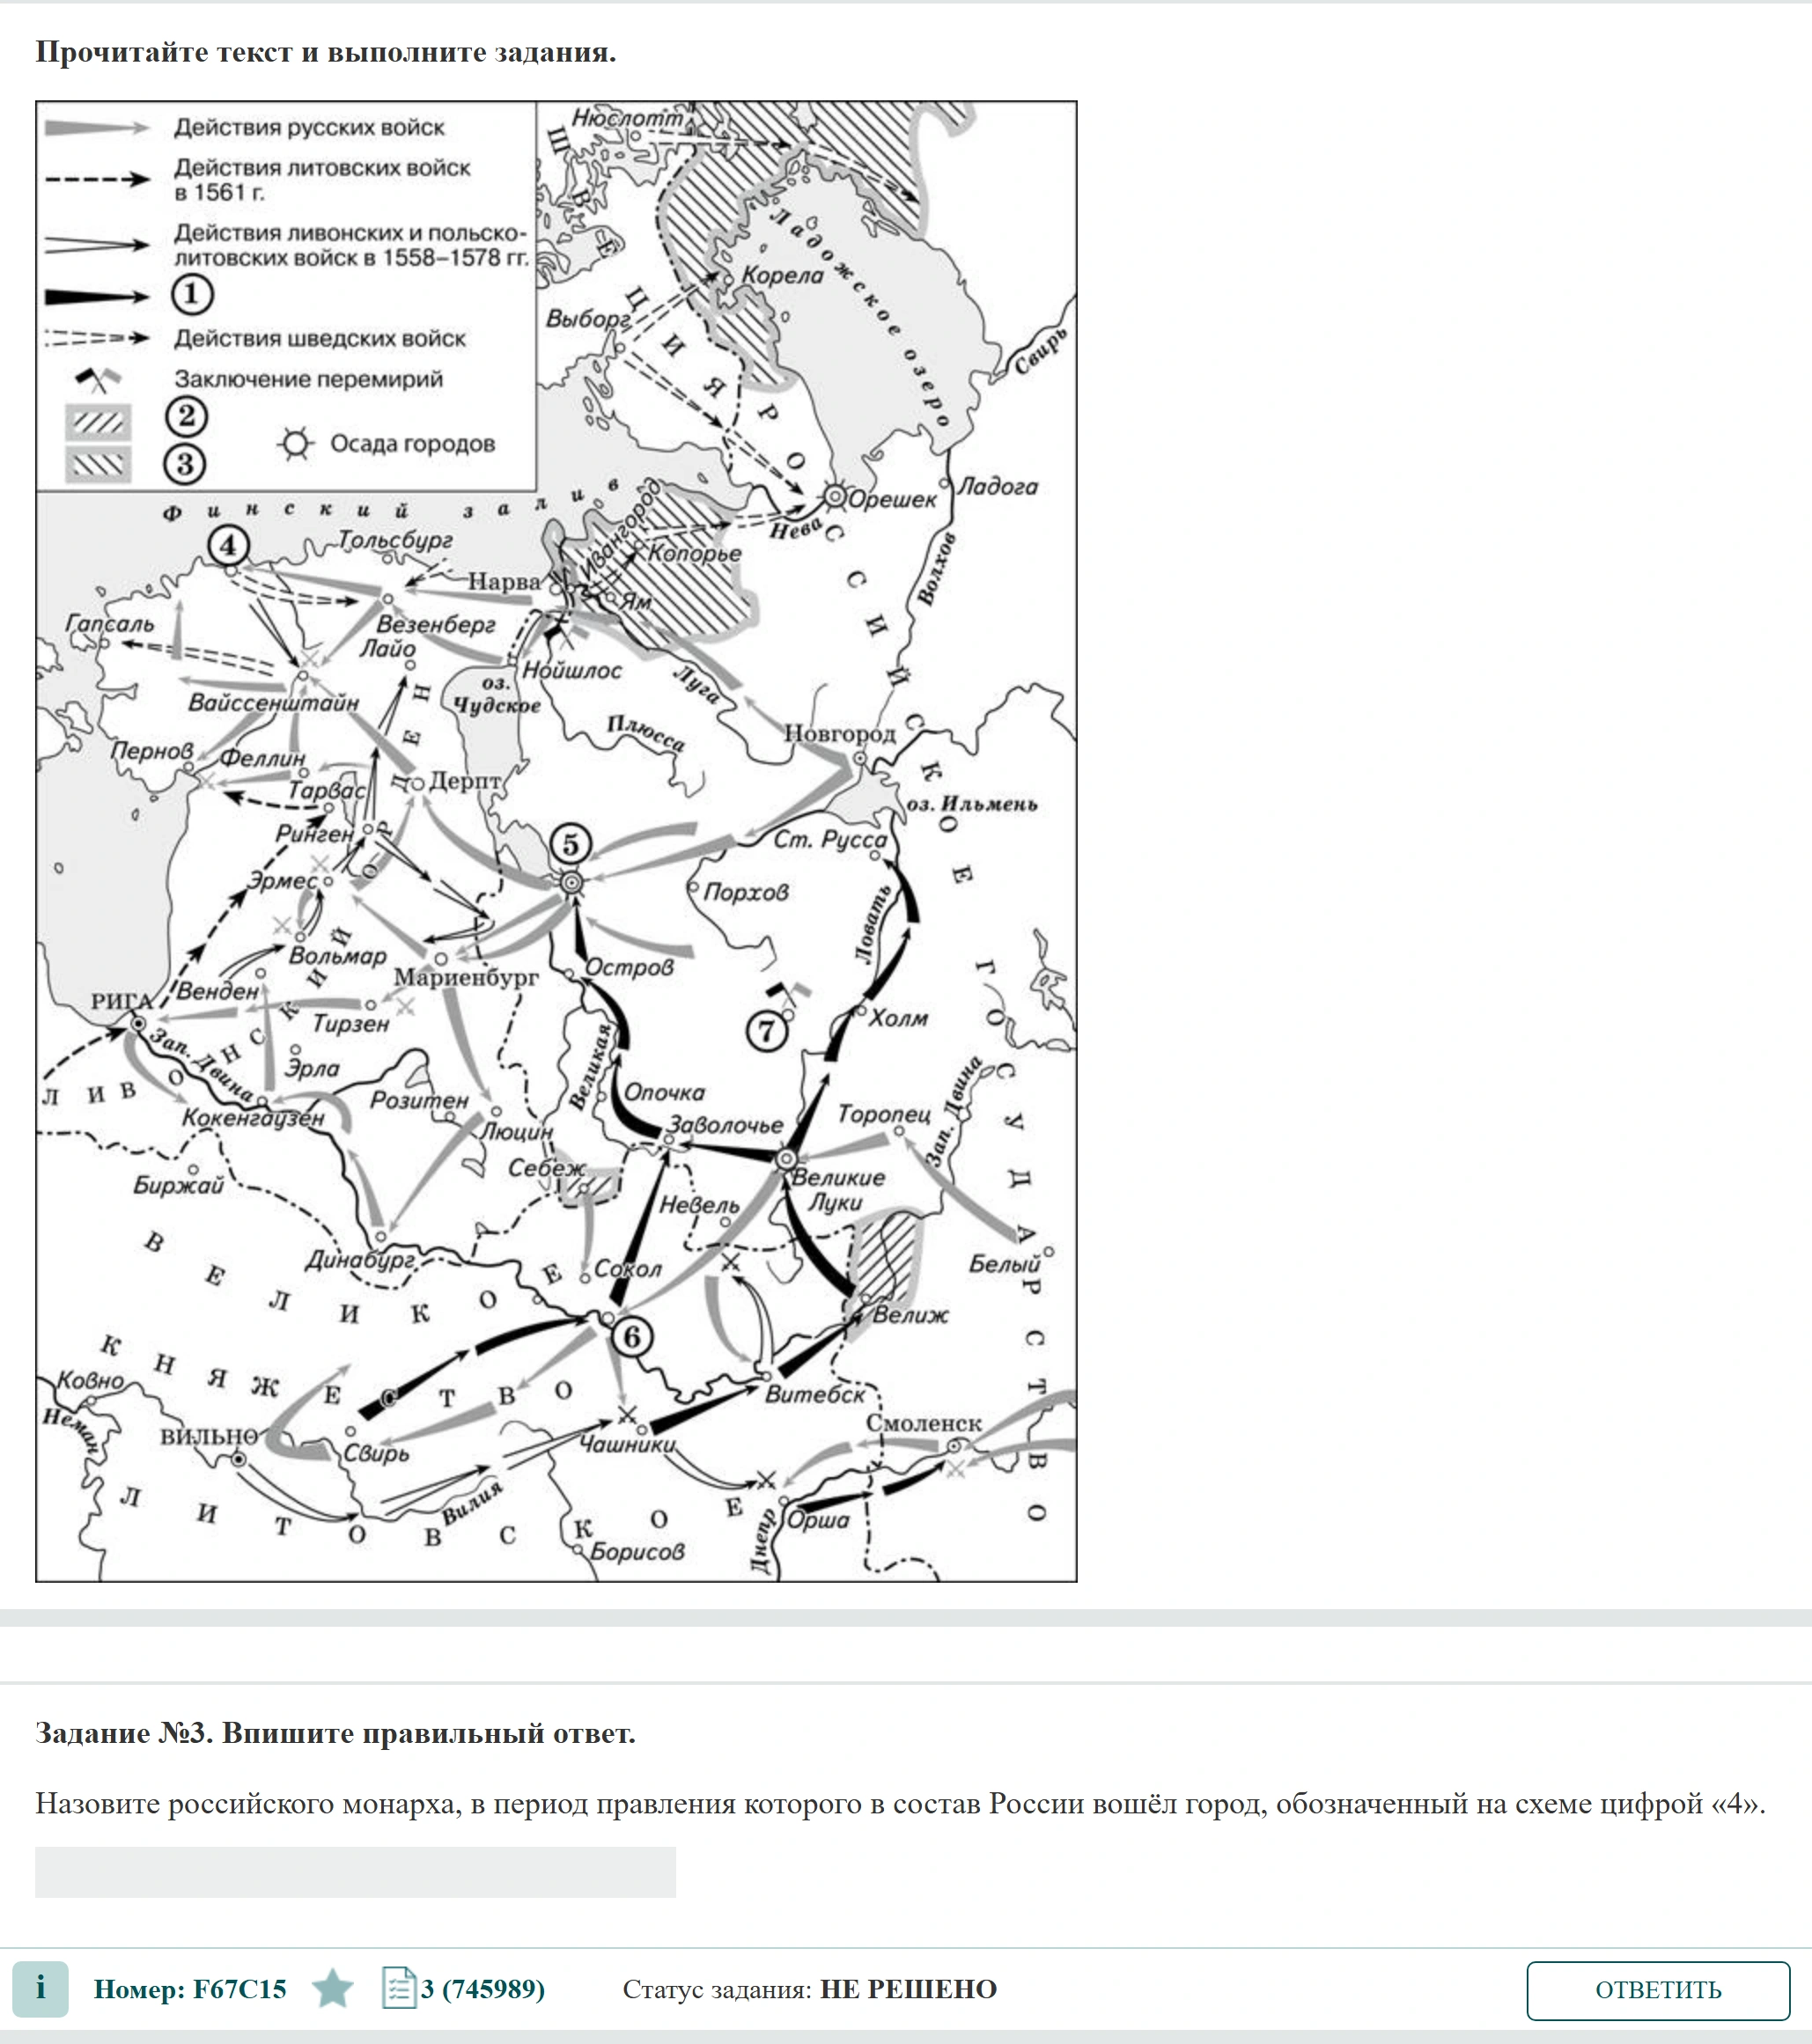 Прочитайте текст и выполните задания.
Действия русских войск
Действия литовских войск
в 1561 г.
Действия ливонских и польско-
литовских войск в 1558–1578 гг.
1
Действия шведских войск
Заключение перемирий
2
Осада городов
3
Нюслотт
ШВЕЦИЯ
Ладожское озеро
Корела
Выборг
Свирь
РОССИЙСКОЕ ГОСУДАРСТВО
Орешек
Ладога
Нева
Волхов
Финский залив
4
Тольсбург
Ивангород
Копорье
Нарва
Ям
Гапсаль
Везенберг
Лайо
Нойшлос
оз.
Чудское
Луга
Вайссенштайн
Плюсса
Новгород
Пернов
Феллин
Тарвас
Дерпт
оз. Ильмень
Ринген
5
Ст. Русса
Эрмес
Порхов
Ловать
Вольмар
Мариенбург
Остров
Венден
РИГА
Тирзен
7
Холм
Зап. Двина
Эрла
Великая
Опочка
ЛИВОНСКИЙ ОРДЕН
Розитен
Заволочье
Торопец
Зап. Двина
Кокенгаузен
Люцин
Себеж
Биржай
Невель
Великие
Луки
Динабург
Сокол
Белый
Велиж
6
ВЕЛИКОЕ
КНЯЖЕСТВО
Ковно
Неман
Витебск
ВИЛЬНО
Свирь
Чашники
Смоленск
Вилия
Орша
ЛИТОВСКОЕ
Днепр
Борисов
Задание №3. Впишите правильный ответ.
Назовите российского монарха, в период правления которого в состав России вошёл город, обозначенный на схеме цифрой «4».
i Номер: F67C15 3 (745989) Статус задания: НЕ РЕШЕНО ОТВЕТИТЬ